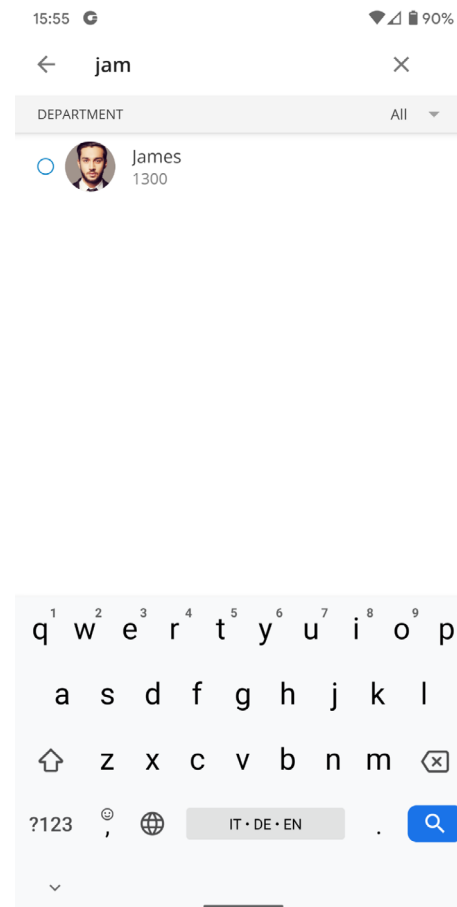 15:55 G 90%
jam
DEPARTMENT All
James
1300
1 2 3 4 5 6 7 8 9
q w e r t y u i o p
a s d f g h j k l
z x c v b n m
?123 , IT • DE • EN .